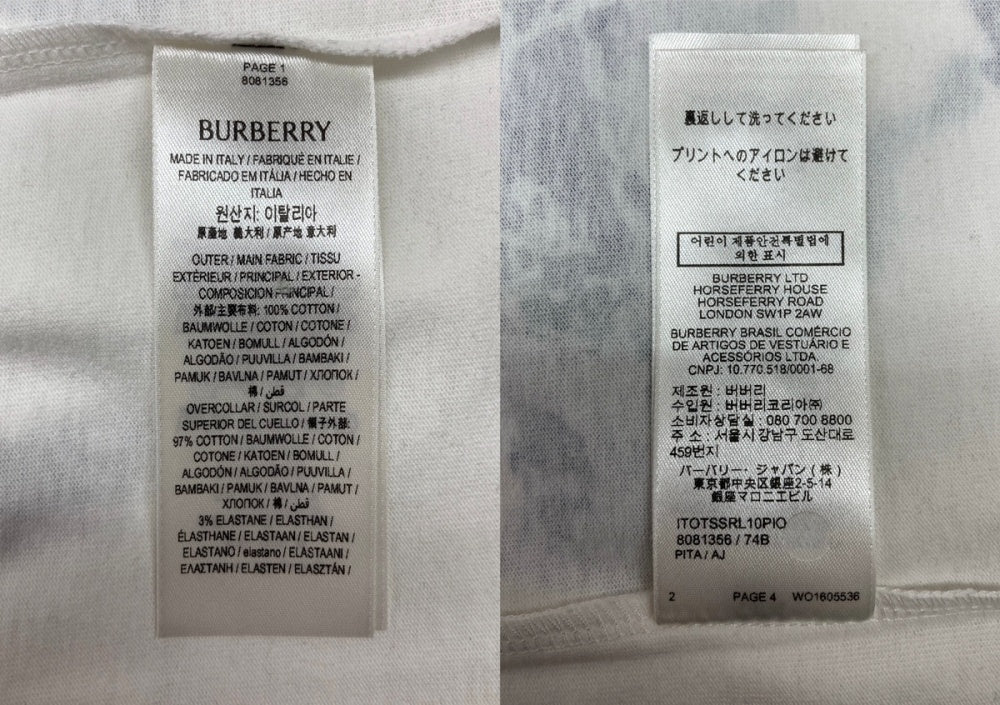 PAGE 1
8081356
BURBERRY
MADE IN ITALY / FABRIQUÉ EN ITALIE /
FABRICADO EM ITÁLIA / HECHO EN
ITALIA
원산지: 이탈리아
原產地 義大利 / 原产地 意大利
OUTER / MAIN FABRIC / TISSU
EXTÉRIEUR / PRINCIPAL / EXTERIOR -
COMPOSICION PRINCIPAL /
外部/主要布料: 100% COTTON /
BAUMWOLLE / COTON / COTONE /
KATOEN / BOMULL / ALGODÓN /
ALGODÃO / PUUVILLA / BAMBAKI /
PAMUK / BAVLNA / PAMUT / ХЛОПОК /
棉 / قطن /
OVERCOLLAR / SURCOL / PARTE
SUPERIOR DEL CUELLO / 領子外部:
97% COTTON / BAUMWOLLE / COTON /
COTONE / KATOEN / BOMULL /
ALGODÓN / ALGODÃO / PUUVILLA /
BAMBAKI / PAMUK / BAVLNA / PAMUT /
ХЛОПОК / 棉 / قطن /
3% ELASTANE / ELASTHAN /
ÉLASTHANE / ELASTAAN / ELASTAN /
ELASTANO / elastano / ELASTAANI /
ΕΛΑΣΤΑΝΗ / ELASTEN / ELASZTÁN /
裏返しして洗ってください
プリントへのアイロンは避けて
ください
어린이 제품안전특별법에
의한 표시
BURBERRY LTD
HORSEFERRY HOUSE
HORSEFERRY ROAD
LONDON SW1P 2AW
BURBERRY BRASIL COMÉRCIO
DE ARTIGOS DE VESTUÁRIO E
ACESSÓRIOS LTDA.
CNPJ: 10.770.518/0001-68
제조원 : 버버리
수입원 : 버버리코리아㈜
소비자상담실 : 080 700 8800
주 소 : 서울시 강남구 도산대로
459번지
バーバリー・ジャパン（株）
東京都中央区銀座2-5-14
銀座マロニエビル
ITOTSSRL10PIO
8081356 / 74B
PITA / AJ
2 PAGE 4 WO1605536